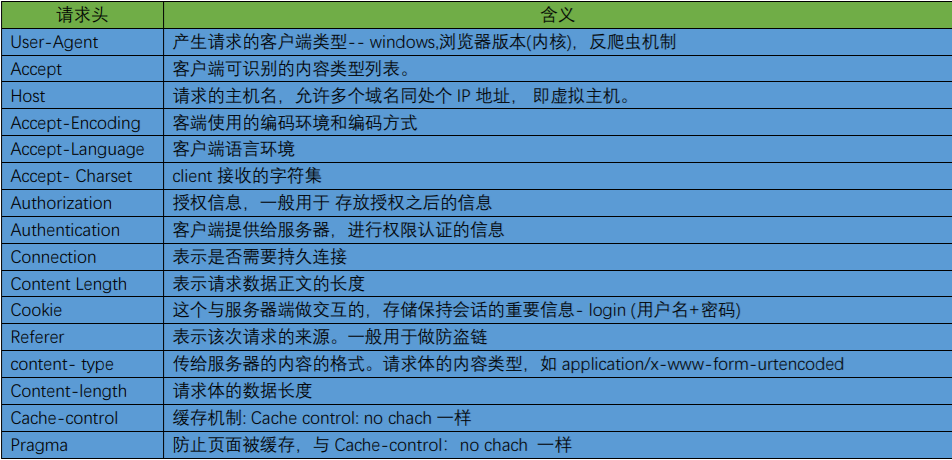 请求头 含义
User-Agent 产生请求的客户端类型-- windows,浏览器版本(内核)，反爬虫机制
Accept 客户端可识别的内容类型列表。
Host 请求的主机名，允许多个域名同处个 IP 地址， 即虚拟主机。
Accept-Encoding 客端使用的编码环境和编码方式
Accept-Language 客户端语言环境
Accept- Charset client 接收的字符集
Authorization 授权信息，一般用于 存放授权之后的信息
Authentication 客户端提供给服务器，进行权限认证的信息
Connection 表示是否需要持久连接
Content Length 表示请求数据正文的长度
Cookie 这个与服务器端做交互的，存储保持会话的重要信息- login (用户名+密码)
Referer 表示该次请求的来源。一般用于做防盗链
content- type 传给服务器的内容的格式。请求体的内容类型，如 application/x-www-form-urtencoded
Content-length 请求体的数据长度
Cache-control 缓存机制: Cache control: no chach 一样
Pragma 防止页面被缓存，与 Cache-control：no chach 一样